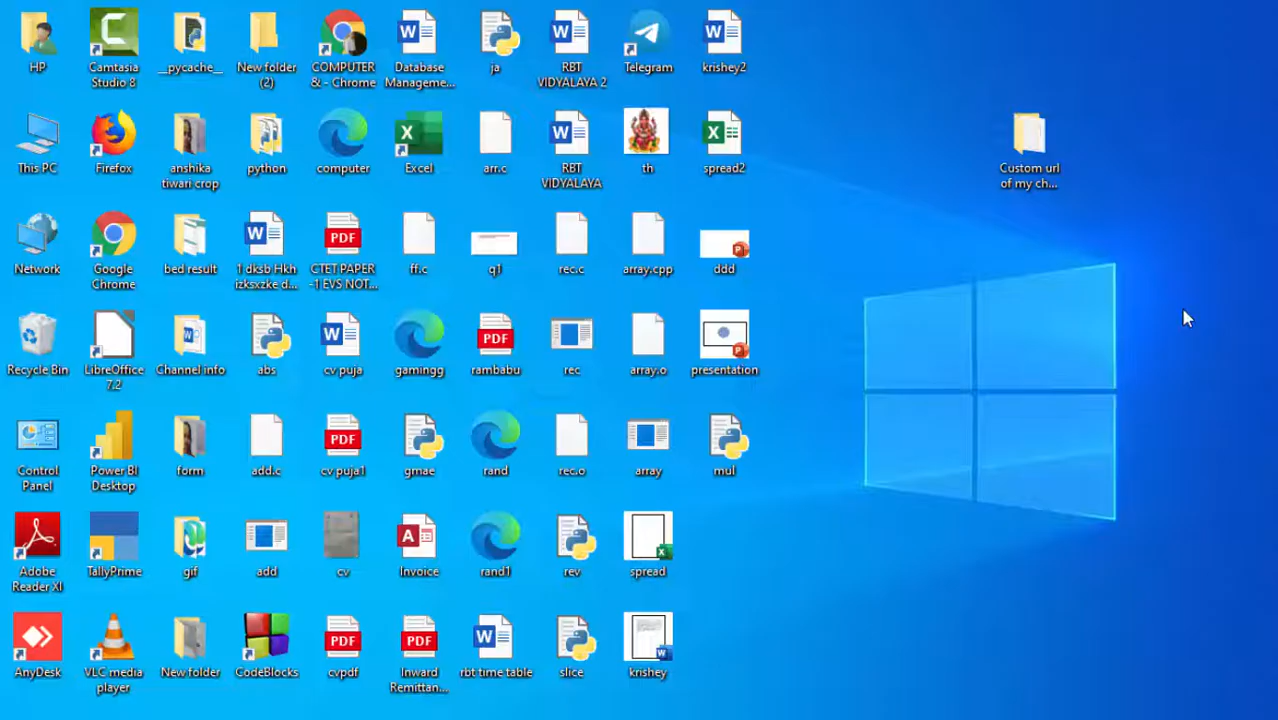 HP
Camtasia
Studio 8
__pycache__
New folder
(2)
COMPUTER
& - Chrome
Database
Manageme...
ja
RBT
VIDYALAYA 2
Telegram
krishey2
This PC
Firefox
anshika
tiwari crop
python
computer
Excel
arr.c
RBT
VIDYALAYA
th
spread2
Custom url
of my ch...
Network
Google
Chrome
bed result
1 dksb Hkh
izksxzke d...
PDF
CTET PAPER
-1 EVS NOT...
ff.c
q1
rec.c
array.cpp
ddd
Recycle Bin
LibreOffice
7.2
Channel info
abs
cv puja
gamingg
PDF
rambabu
rec
array.o
presentation
Control
Panel
Power BI
Desktop
form
add.c
PDF
cv puja1
gmae
rand
rec.o
array
mul
Adobe
Reader XI
TallyPrime
gif
add
cv
Invoice
rand1
rev
spread
AnyDesk
VLC media
player
New folder
CodeBlocks
PDF
cvpdf
PDF
Inward
Remittan...
rbt time table
slice
krishey